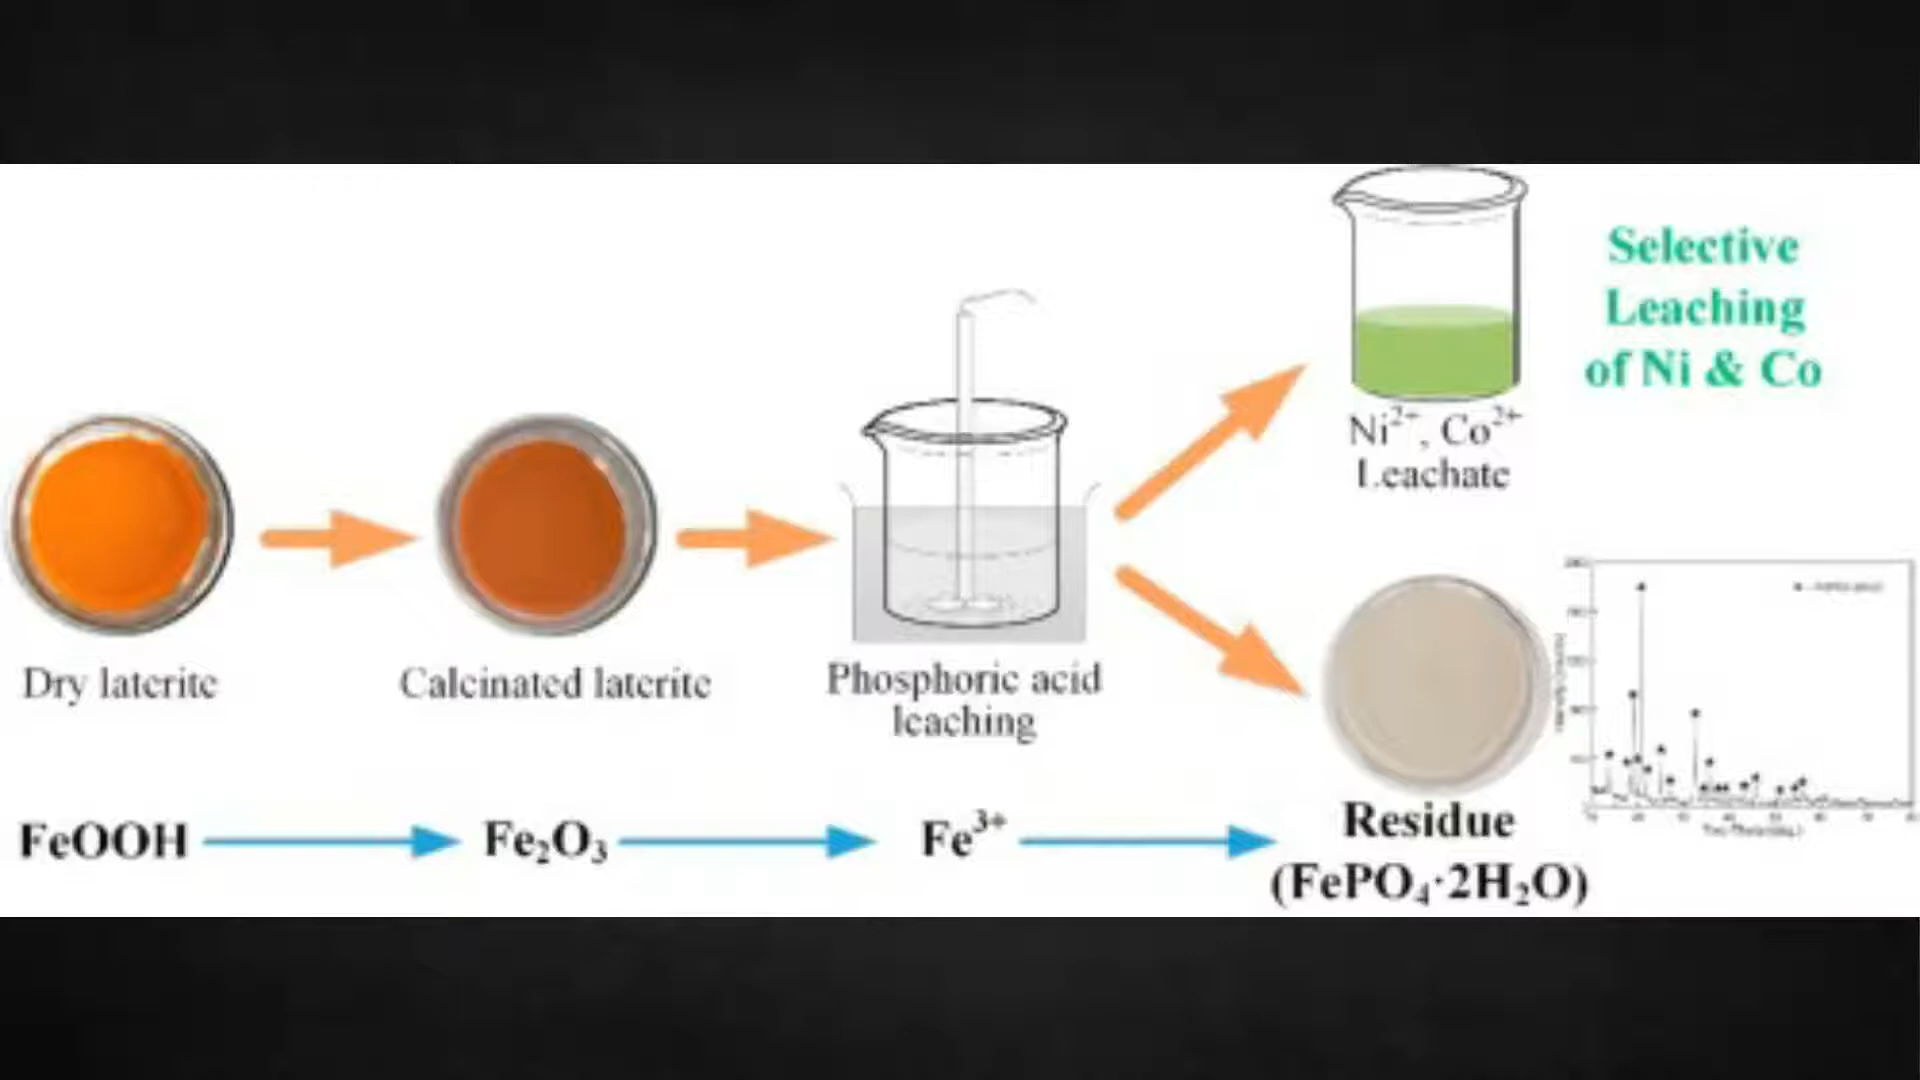 Selective
Leaching
of Ni & Co
Ni²⁺, Co²⁺
Leachate
Dry laterite
Calcinated laterite
Phosphoric acid
leaching
FeOOH
Fe₂O₃
Fe³⁺
Residue
(FePO₄·2H₂O)